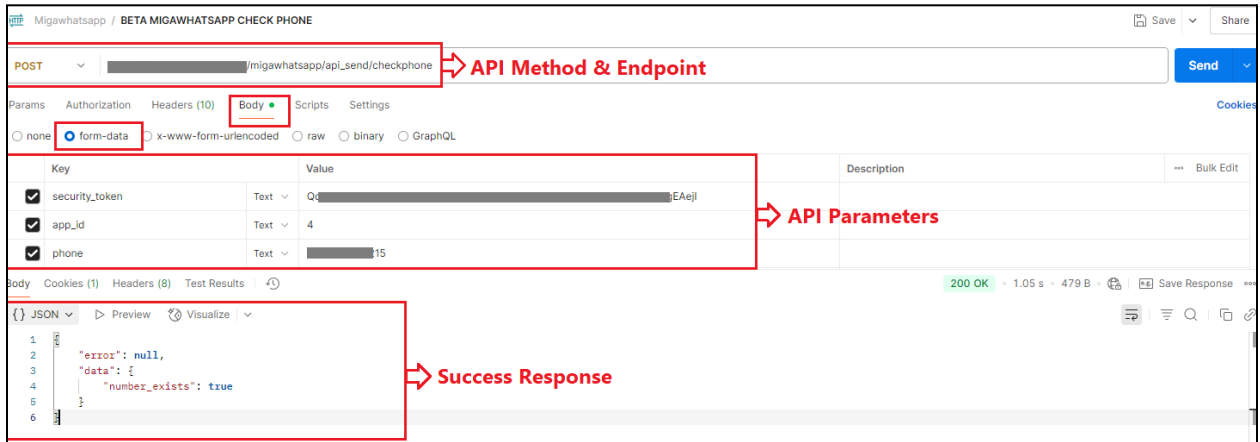 HTTP Migawhatsapp / BETA MIGAWHATSAPP CHECK PHONE Save Share
POST /migawhatsapp/api_send/checkphone API Method & Endpoint Send
Params Authorization Headers (10) Body Scripts Settings Cookies
none form-data x-www-form-urlencoded raw binary GraphQL
Key Value Description Bulk Edit
security_token Text Qc EAejI
app_id Text 4
API Parameters
phone Text 15
Body Cookies (1) Headers (8) Test Results 200 OK 1.05 s 479 B Save Response
{} JSON Preview Visualize
1 {
2 "error": null,
3 "data": {
4 "number_exists": true
5 }
6 }
Success Response